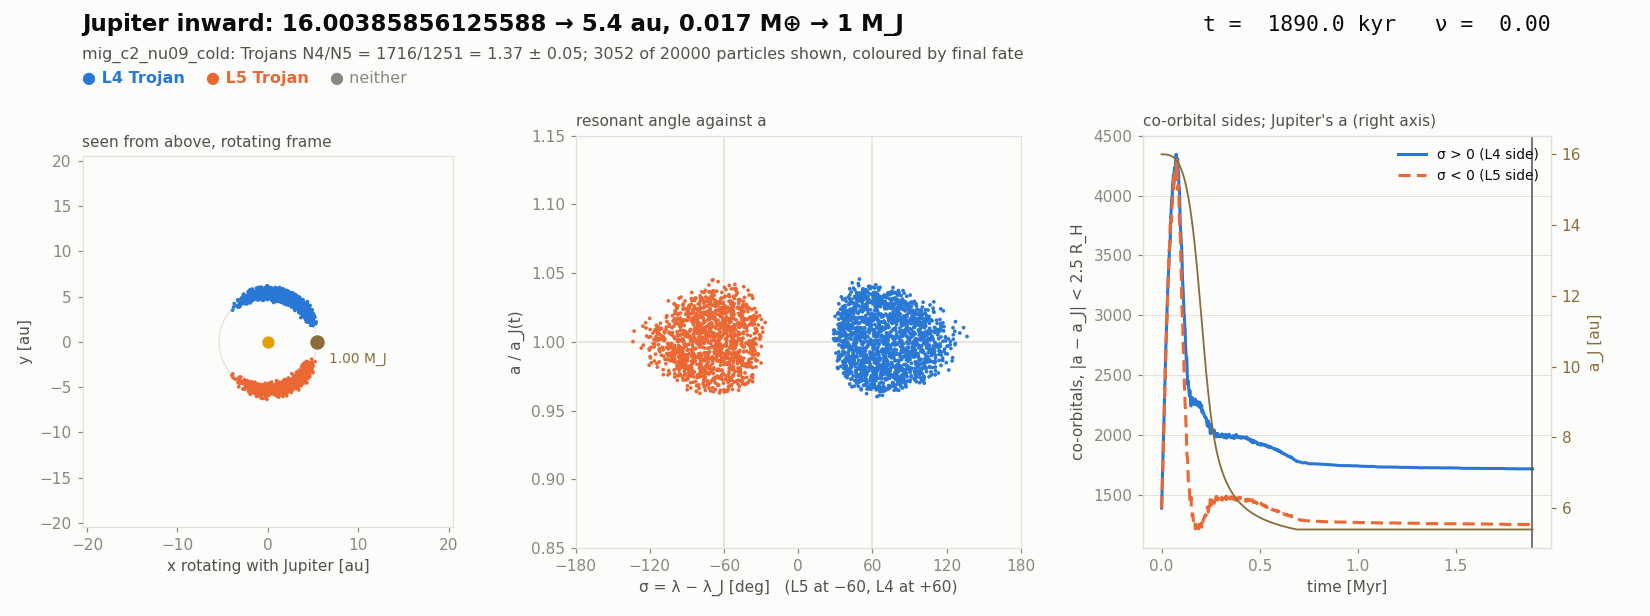 Jupiter inward: 16.00385856125588 → 5.4 au, 0.017 M⊕ → 1 M_J
t =  1890.0 kyr   ν =  0.00
mig_c2_nu09_cold: Trojans N4/N5 = 1716/1251 = 1.37 ± 0.05; 3052 of 20000 particles shown, coloured by final fate
L4 Trojan   L5 Trojan   neither
seen from above, rotating frame
20
15
10
5
0
−5
−10
−15
−20
y [au]
1.00 M_J
−20 −10 0 10 20
x rotating with Jupiter [au]
resonant angle against a
1.15
1.10
1.05
1.00
0.95
0.90
0.85
a / a_J(t)
−180 −120 −60 0 60 120 180
σ = λ − λ_J [deg]   (L5 at −60, L4 at +60)
co-orbital sides; Jupiter's a (right axis)
4500
4000
3500
3000
2500
2000
1500
co-orbitals, |a − a_J| < 2.5 R_H
σ > 0 (L4 side)
σ < 0 (L5 side)
16
14
12
10
8
6
a_J [au]
0.0 0.5 1.0 1.5
time [Myr]